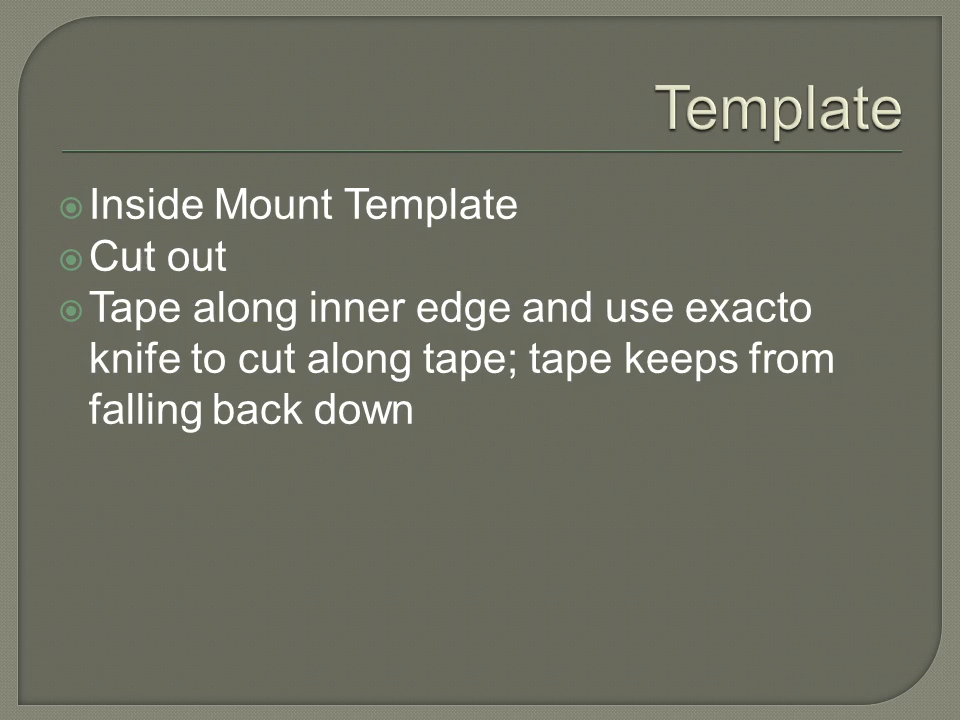 Template
Inside Mount Template
Cut out
Tape along inner edge and use exacto
knife to cut along tape; tape keeps from
falling back down